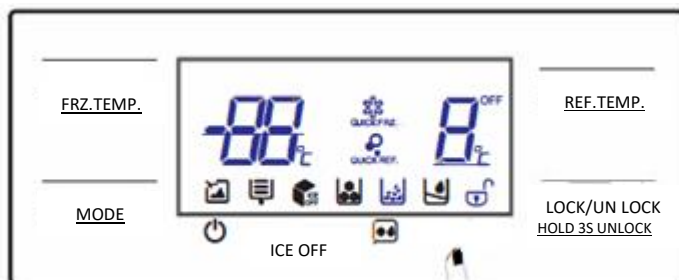 FRZ.TEMP.
MODE
-88°C
QUICK FRZ.
QUICK REF.
8°C
OFF
REF.TEMP.
LOCK/UN LOCK
HOLD 3S UNLOCK
ICE OFF